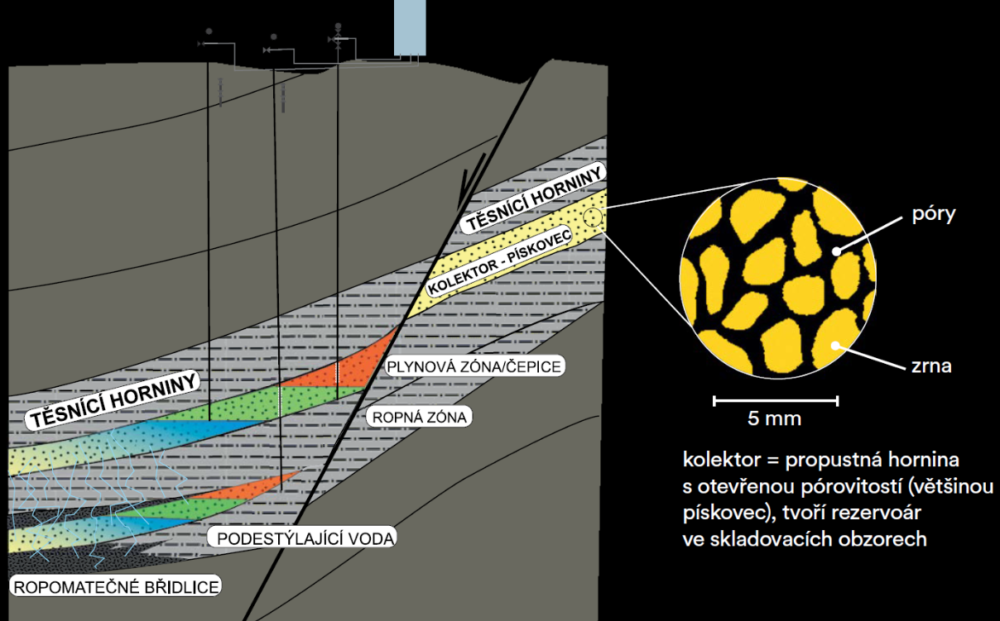 TĚSNÍCÍ HORNINY
KOLEKTOR - PÍSKOVEC
PLYNOVÁ ZÓNA/ČEPICE
TĚSNÍCÍ HORNINY
ROPNÁ ZÓNA
PODESTÝLAJÍCÍ VODA
ROPOMATEČNÉ BŘIDLICE
póry
zrna
5 mm
kolektor = propustná hornina
s otevřenou pórovitostí (většinou
pískovec), tvoří rezervoár
ve skladovacích obzorech